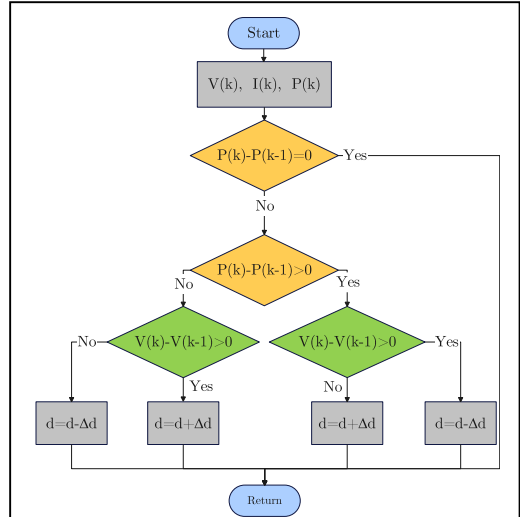 Start
V(k), I(k), P(k)
P(k)-P(k-1)=0
Yes
No
P(k)-P(k-1)>0
No
Yes
V(k)-V(k-1)>0
V(k)-V(k-1)>0
No
Yes
Yes
No
d=d-Δd
d=d+Δd
d=d+Δd
d=d-Δd
Return